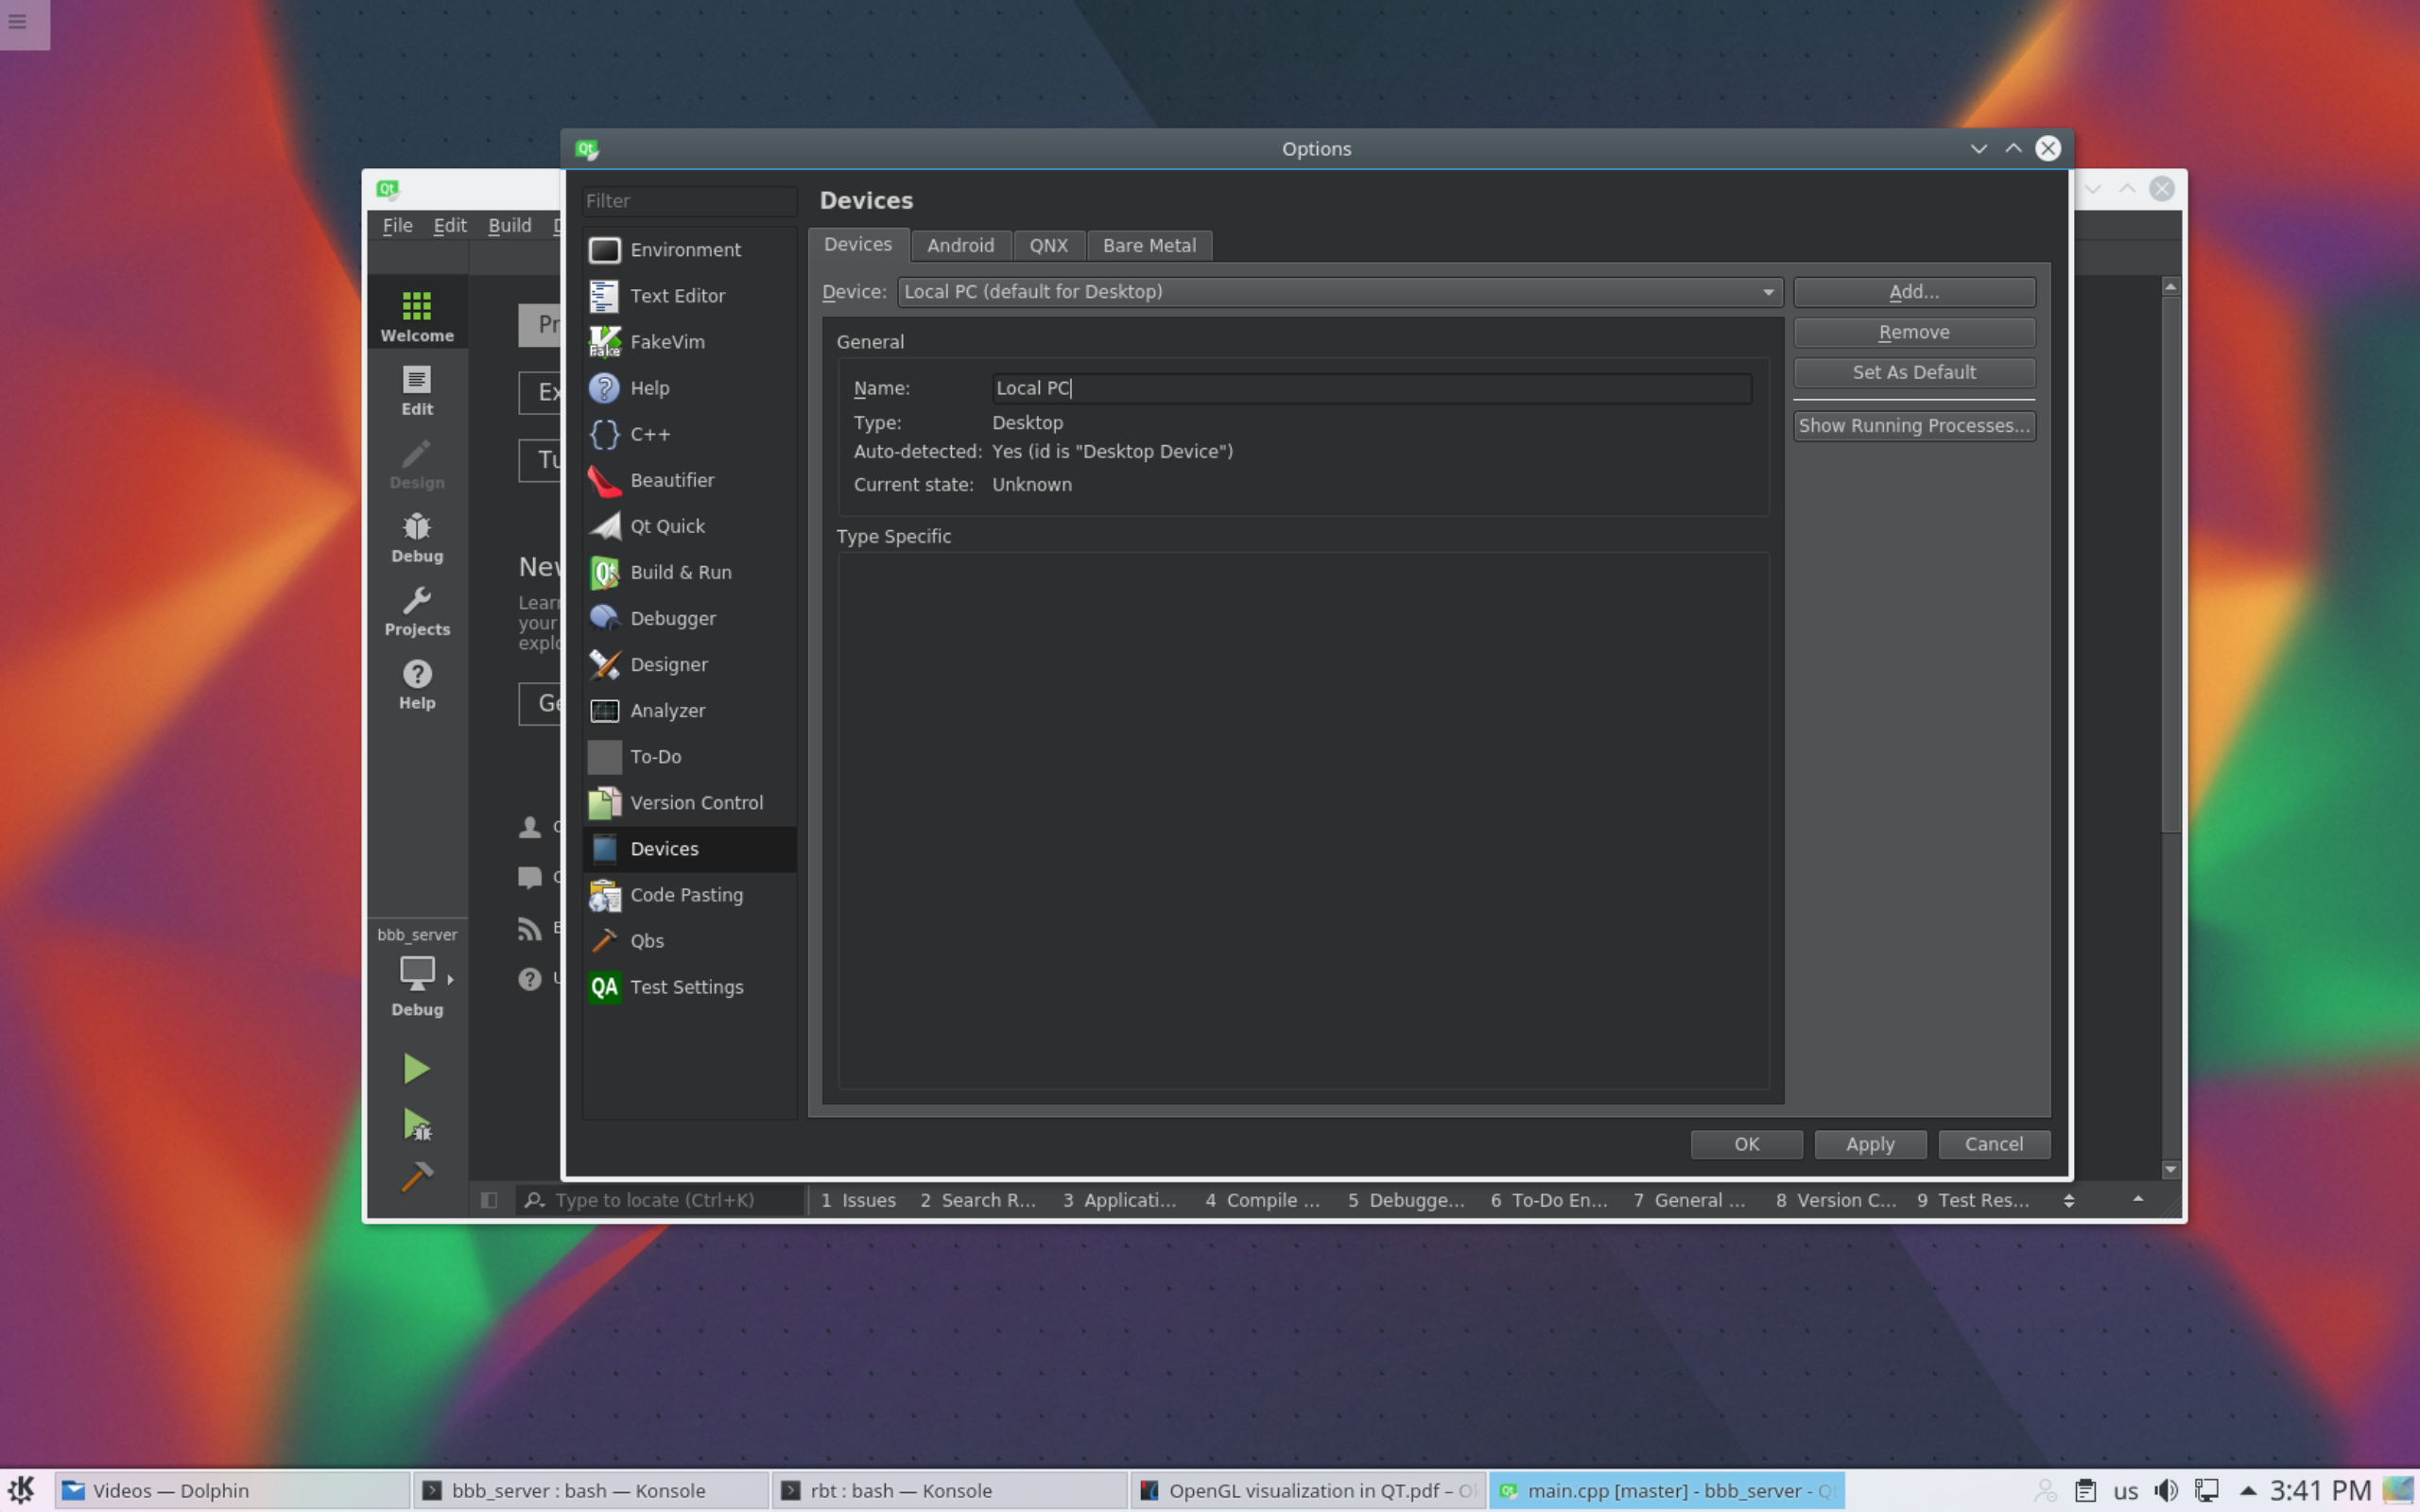 Options
Filter
Devices
File Edit Build
Devices Android QNX Bare Metal
Environment
Text Editor
FakeVim
Help
C++
Beautifier
Qt Quick
Build & Run
Debugger
Designer
Analyzer
To-Do
Version Control
Devices
Code Pasting
Qbs
QA Test Settings
Device: Local PC (default for Desktop)
Add...
Remove
Set As Default
Show Running Processes...
General
Name: Local PC
Type: Desktop
Auto-detected: Yes (id is "Desktop Device")
Current state: Unknown
Type Specific
OK Apply Cancel
Welcome
Edit
Design
Debug
Projects
Help
bbb_server
Debug
Pr
Ex
Tu
New
Learn
your
explo
Ge
Type to locate (Ctrl+K) 1 Issues 2 Search R... 3 Applicati... 4 Compile ... 5 Debugge... 6 To-Do En... 7 General ... 8 Version C... 9 Test Res...
Videos — Dolphin bbb_server : bash — Konsole rbt : bash — Konsole OpenGL visualization in QT.pdf – Ok main.cpp [master] - bbb_server - Qt us 3:41 PM